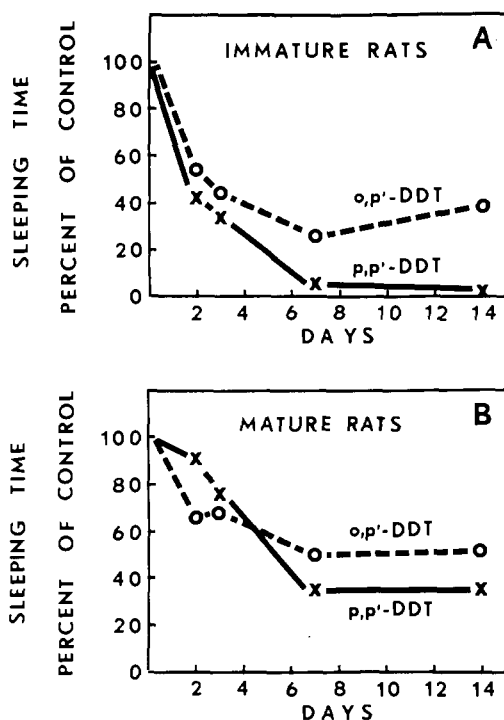 A
IMMATURE RATS
SLEEPING TIME
PERCENT OF CONTROL
100
80
60
40
20
0
o,p'-DDT
p,p'-DDT
2 4 6 8 10 12 14
DAYS
B
MATURE RATS
SLEEPING TIME
PERCENT OF CONTROL
100
80
60
40
20
0
o,p'-DDT
p,p'-DDT
2 4 6 8 10 12 14
DAYS